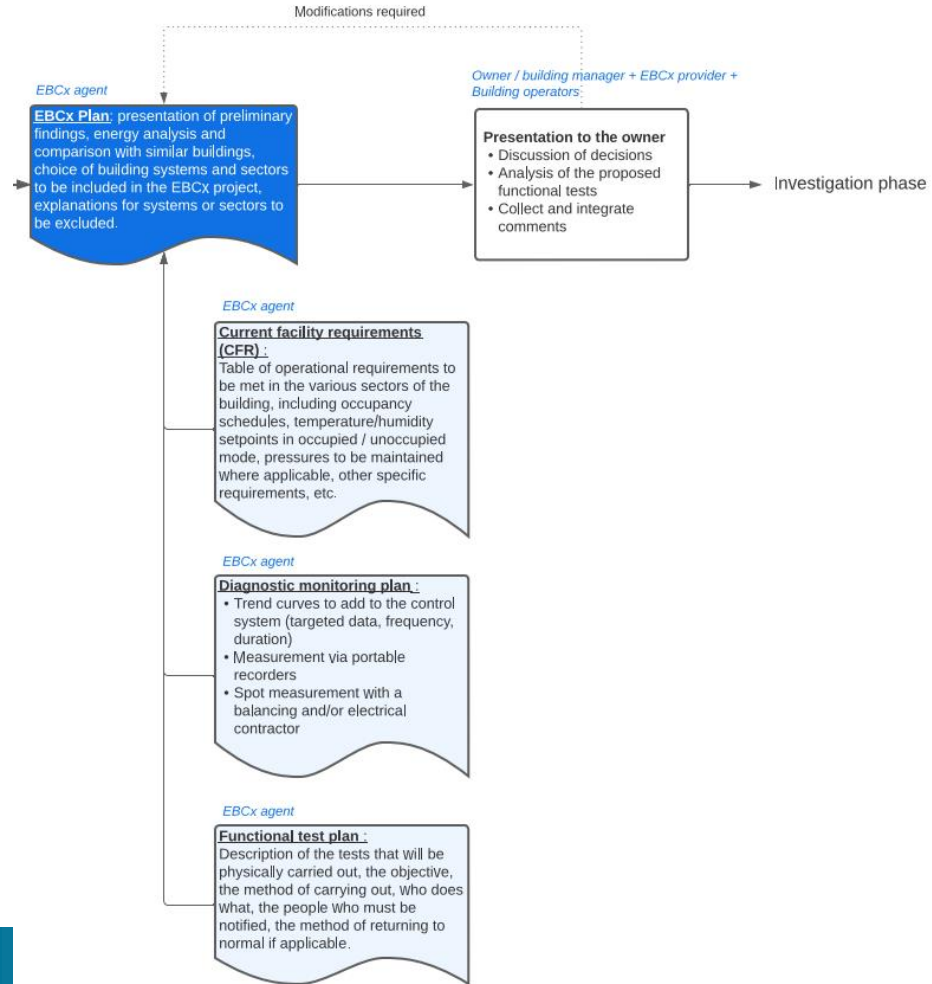 Modifications required
EBCx agent
EBCx Plan: presentation of preliminary
findings, energy analysis and
comparison with similar buildings,
choice of building systems and sectors
to be included in the EBCx project,
explanations for systems or sectors to
be excluded.
Owner / building manager + EBCx provider +
Building operators
Presentation to the owner
• Discussion of decisions
• Analysis of the proposed
functional tests
• Collect and integrate
comments
Investigation phase
EBCx agent
Current facility requirements
(CFR) :
Table of operational requirements to
be met in the various sectors of the
building, including occupancy
schedules, temperature/humidity
setpoints in occupied / unoccupied
mode, pressures to be maintained
where applicable, other specific
requirements, etc.
EBCx agent
Diagnostic monitoring plan :
• Trend curves to add to the control
system (targeted data, frequency,
duration)
• Measurement via portable
recorders
• Spot measurement with a
balancing and/or electrical
contractor
EBCx agent
Functional test plan :
Description of the tests that will be
physically carried out, the objective,
the method of carrying out, who does
what, the people who must be
notified, the method of returning to
normal if applicable.